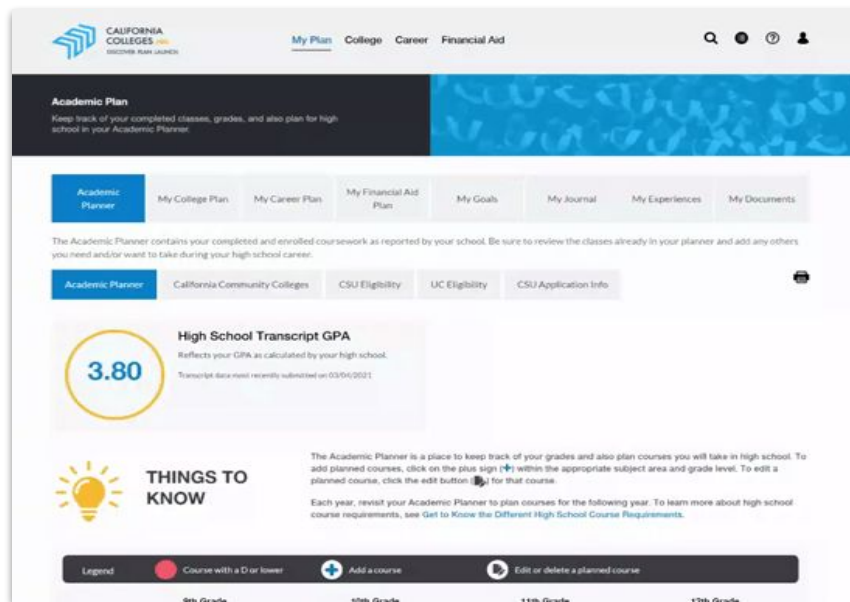 CALIFORNIA
COLLEGES
DISCOVER PLAN LAUNCH
My Plan College Career Financial Aid
Academic Plan
Keep track of your completed classes, grades, and also plan for high
school in your Academic Planner.
Academic
Planner
My College Plan
My Career Plan
My Financial Aid
Plan
My Goals
My Journal
My Experiences
My Documents
The Academic Planner contains your completed and enrolled coursework as reported by your school. Be sure to review the classes already in your planner and add any others
you need and/or want to take during your high school career.
Academic Planner
California Community Colleges
CSU Eligibility
UC Eligibility
CSU Application Info
3.80
High School Transcript GPA
Reflects your GPA as calculated by your high school.
Transcript data most recently submitted on 03/04/2021
THINGS TO
KNOW
The Academic Planner is a place to keep track of your grades and also plan courses you will take in high school. To
add planned courses, click on the plus sign (+) within the appropriate subject area and grade level. To edit a
planned course, click the edit button ( ) for that course.
Each year, revisit your Academic Planner to plan courses for the following year. To learn more about high school
course requirements, see Get to Know the Different High School Course Requirements.
Legend
Course with a D or lower
Add a course
Edit or delete a planned course
9th Grade
10th Grade
11th Grade
12th Grade